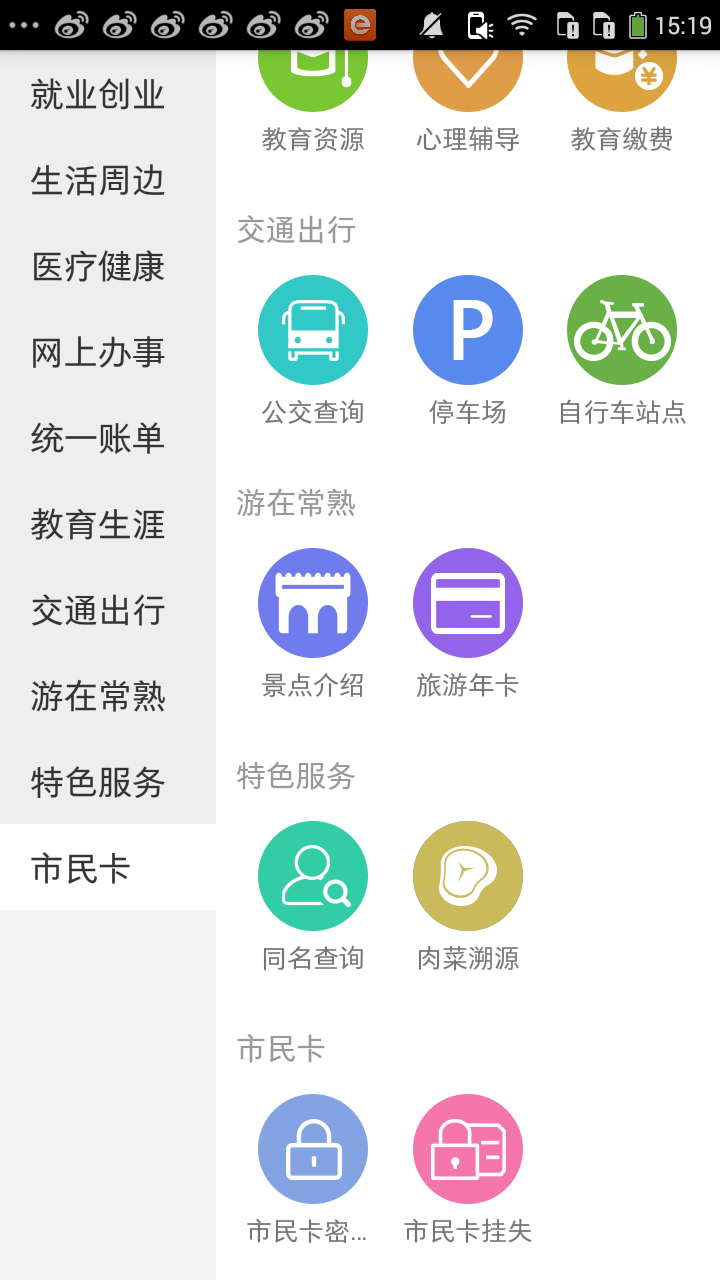 15:19
就业创业
生活周边
医疗健康
网上办事
统一账单
教育生涯
交通出行
游在常熟
特色服务
市民卡
教育资源 心理辅导 教育缴费
交通出行
P
公交查询 停车场 自行车站点
游在常熟
景点介绍 旅游年卡
特色服务
同名查询 肉菜溯源
市民卡
市民卡密... 市民卡挂失